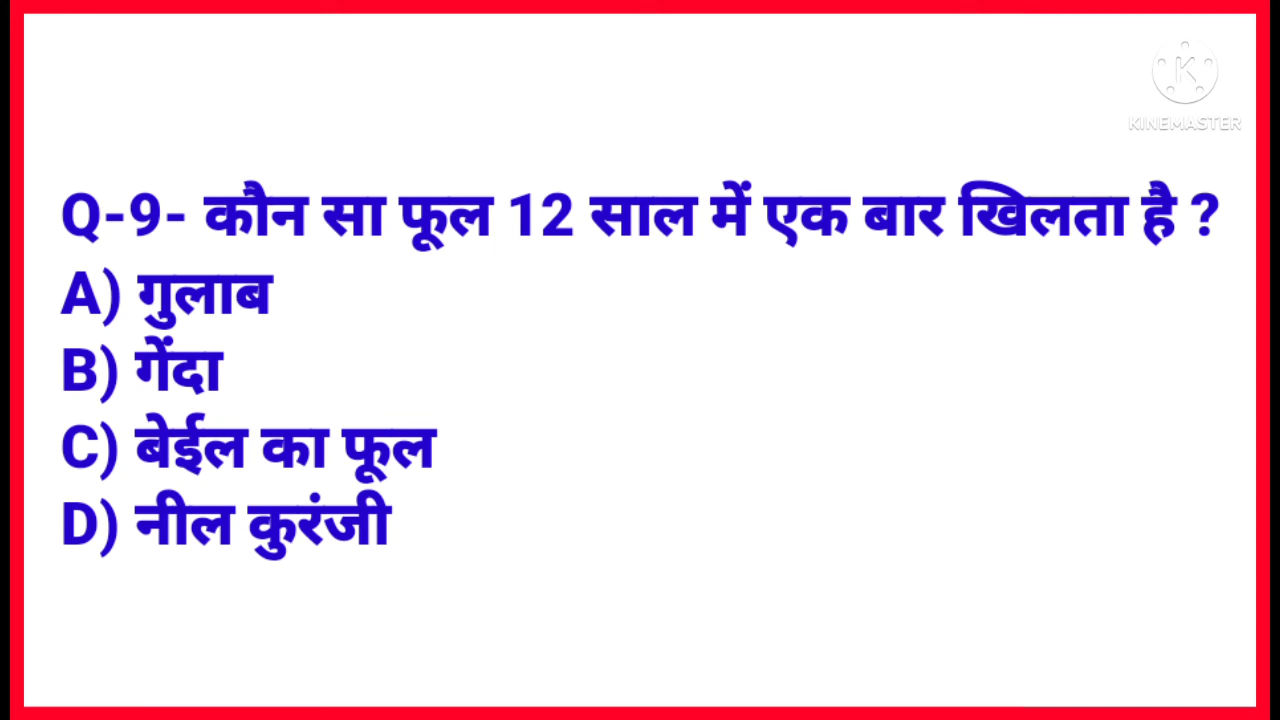 KINEMASTER
Q-9- कौन सा फूल 12 साल में एक बार खिलता है ?
A) गुलाब
B) गेंदा
C) बेईल का फूल
D) नील कुरंजी